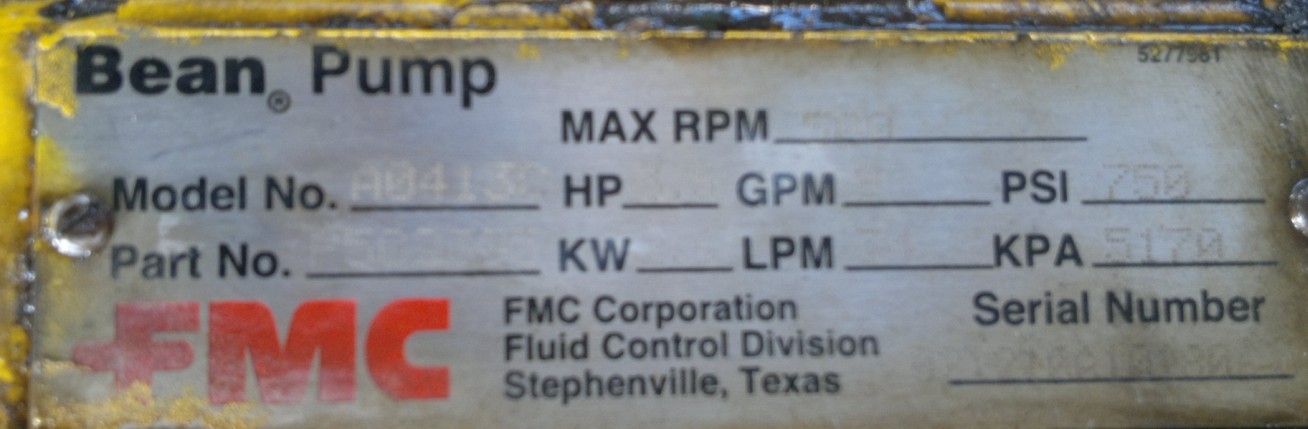 Bean® Pump
MAX RPM
Model No. HP GPM PSI 750
Part No. KW LPM KPA 5170
FMC
FMC Corporation
Fluid Control Division
Stephenville, Texas
Serial Number